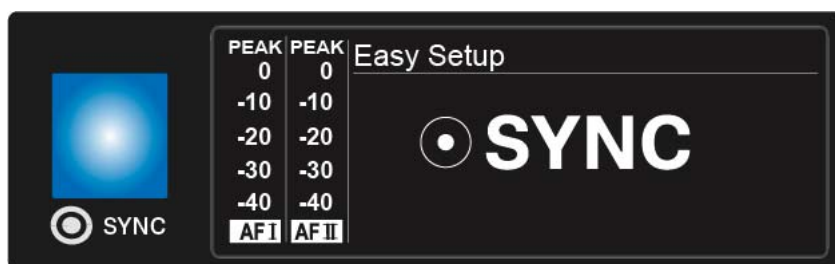 PEAK PEAK Easy Setup
0 0
-10 -10
-20 -20
-30 -30
-40 -40
AF I AF II
SYNC
SYNC